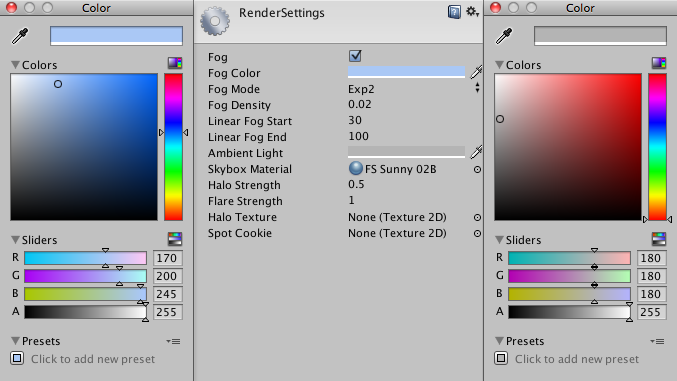 Color
Colors
Sliders
R 170
G 200
B 245
A 255
Presets
Click to add new preset
RenderSettings
Fog
Fog Color
Fog Mode Exp2
Fog Density 0.02
Linear Fog Start 30
Linear Fog End 100
Ambient Light
Skybox Material FS Sunny 02B
Halo Strength 0.5
Flare Strength 1
Halo Texture None (Texture 2D)
Spot Cookie None (Texture 2D)
Color
Colors
Sliders
R 180
G 180
B 180
A 255
Presets
Click to add new preset